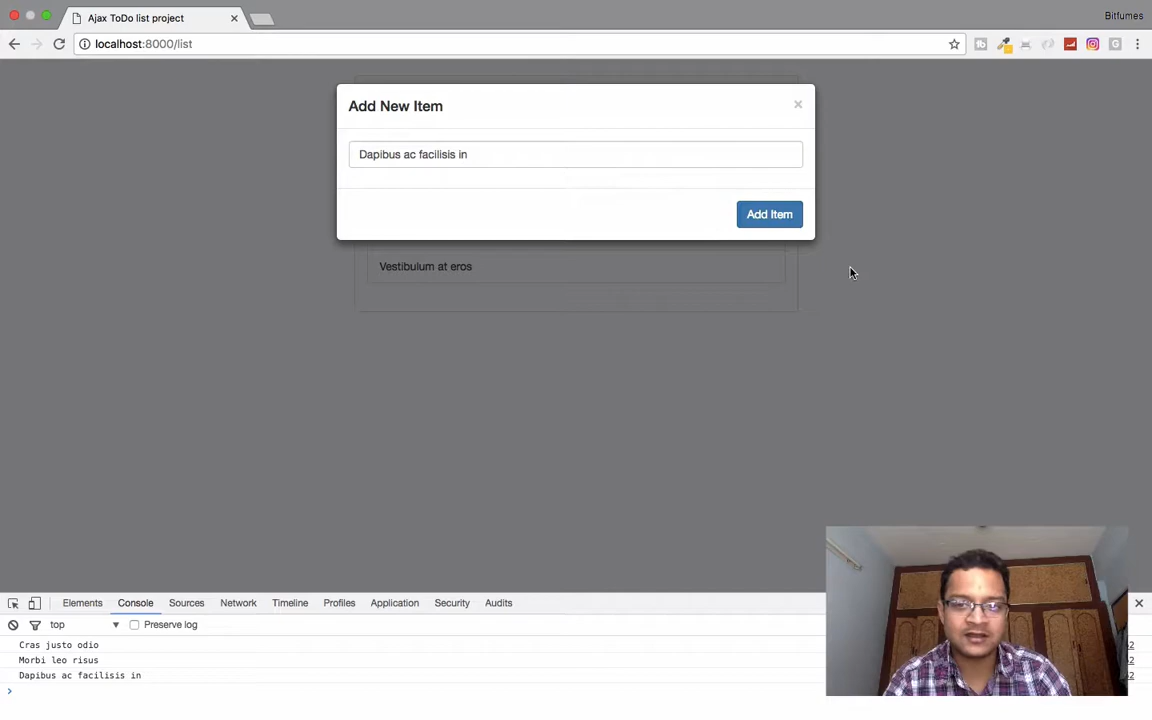 Ajax ToDo list project
Bitfumes
localhost:8000/list
Add New Item
×
Dapibus ac facilisis in
Add Item
Vestibulum at eros
Elements Console Sources Network Timeline Profiles Application Security Audits
top Preserve log
Cras justo odio
Morbi leo risus
Dapibus ac facilisis in